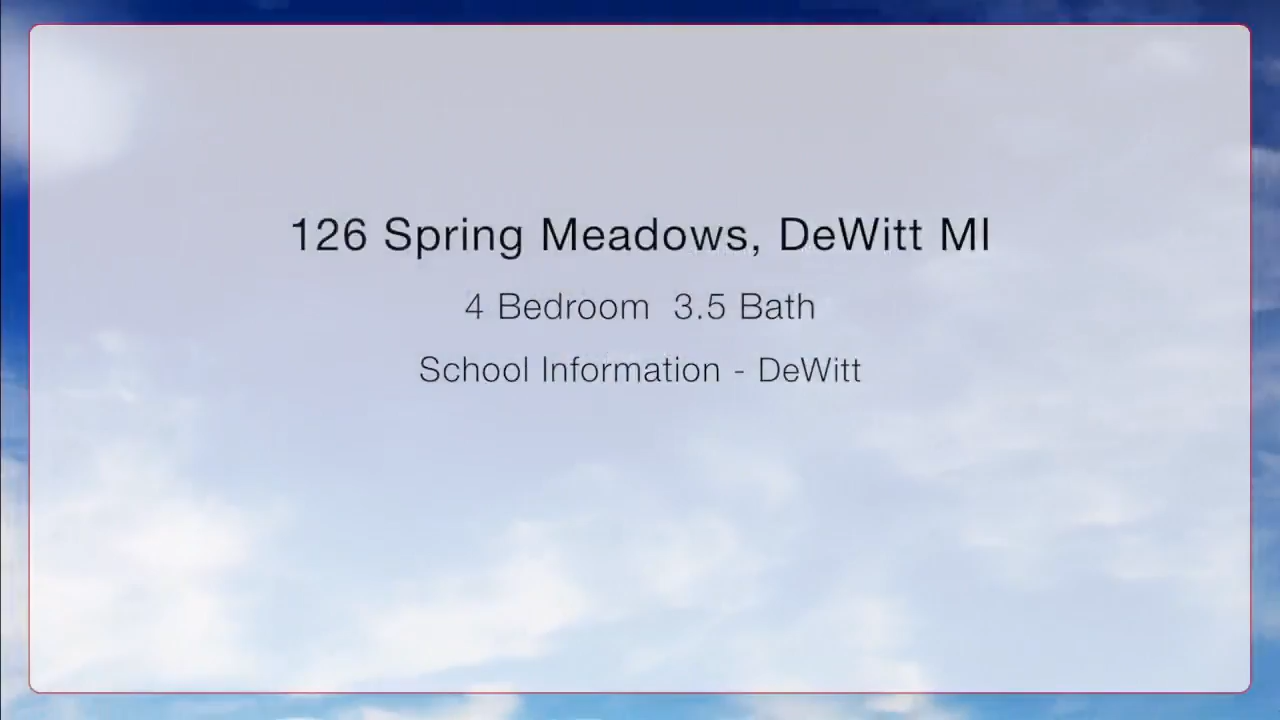 126 Spring Meadows, DeWitt MI
4 Bedroom  3.5 Bath
School Information - DeWitt